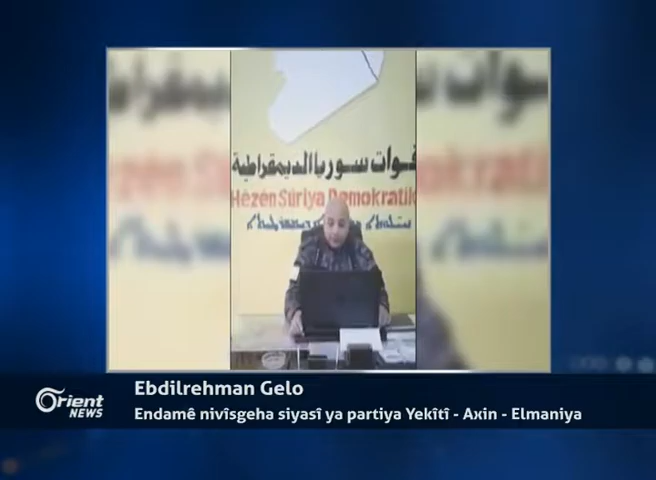 قوات سوريا الديمقراطية
Hêzên Sûriya Demokratîk
Orient
NEWS
Ebdilrehman Gelo
Endamê nivîsgeha siyasî ya partiya Yekîtî - Axin - Elmaniya